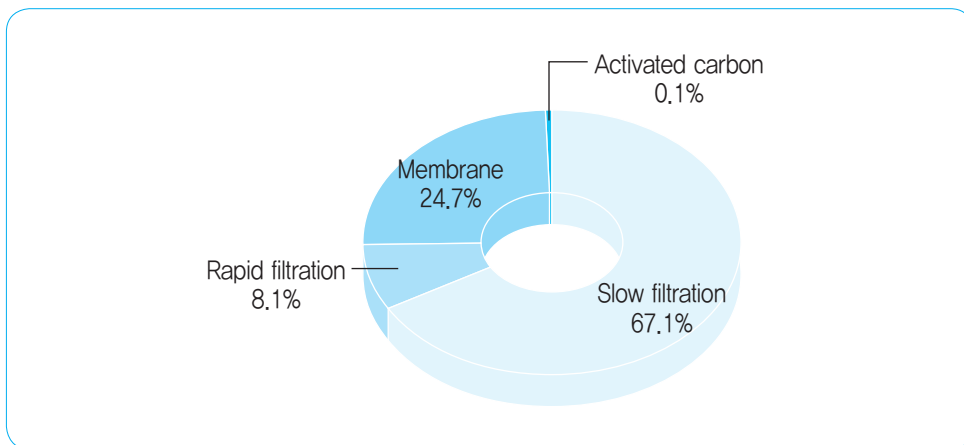 Activated carbon
0.1%
Membrane
24.7%
Rapid filtration
8.1%
Slow filtration
67.1%